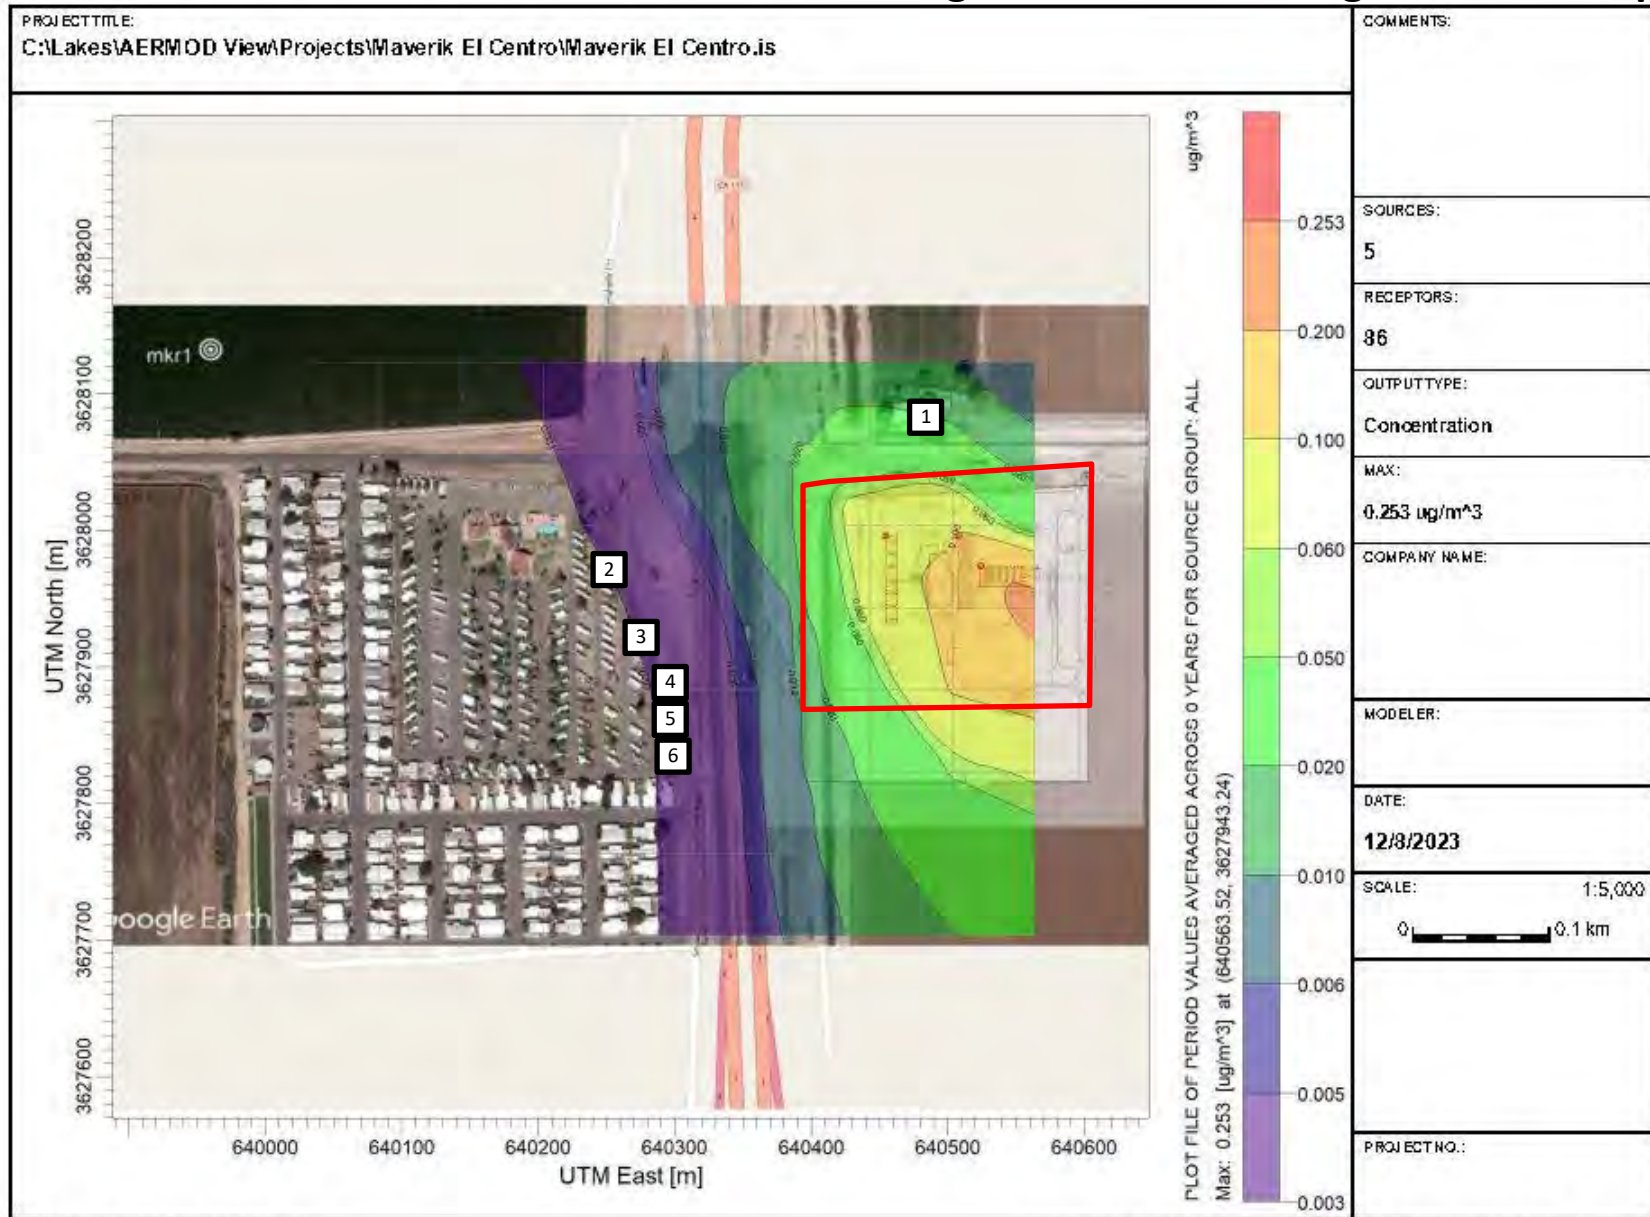 PROJECT TITLE:
C:\Lakes\AERMOD View\Projects\Maverik El Centro\Maverik El Centro.is
COMMENTS:
SOURCES:
5
RECEPTORS:
86
OUTPUT TYPE:
Concentration
MAX:
0.253 ug/m^3
COMPANY NAME:
MODELER:
DATE:
12/8/2023
SCALE: 1:5,000
0 0.1 km
PROJECT NO.:
UTM North [m]
3628200
3628100
3628000
3627900
3627800
3627700
3627600
mkr1
1
2
3
4
5
6
Google Earth
640000 640100 640200 640300 640400 640500 640600
UTM East [m]
PLOT FILE OF PERIOD VALUES AVERAGED ACROSS 0 YEARS FOR SOURCE GROUP: ALL
Max: 0.253 [ug/m^3] at (640563.52, 3627943.24)
ug/m^3
0.253
0.200
0.100
0.060
0.050
0.020
0.010
0.006
0.005
0.003